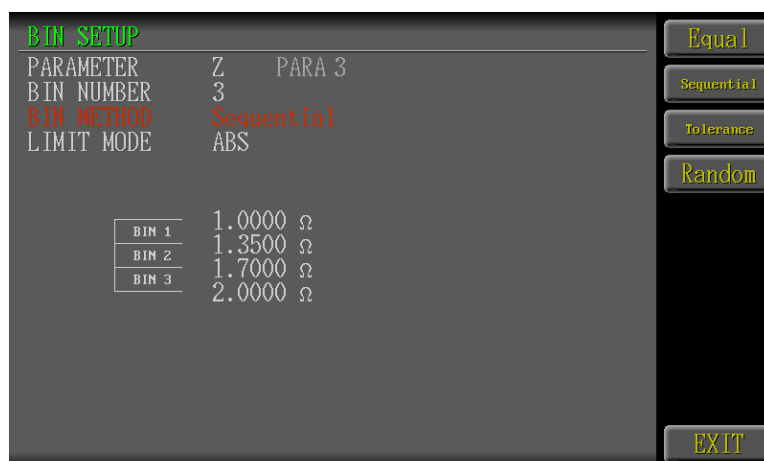 BIN SETUP
PARAMETER Z PARA 3
BIN NUMBER 3
BIN METHOD Sequential
LIMIT MODE ABS
1.0000 Ω
BIN 1
1.3500 Ω
BIN 2
1.7000 Ω
BIN 3
2.0000 Ω
Equal
Sequential
Tolerance
Random
EXIT